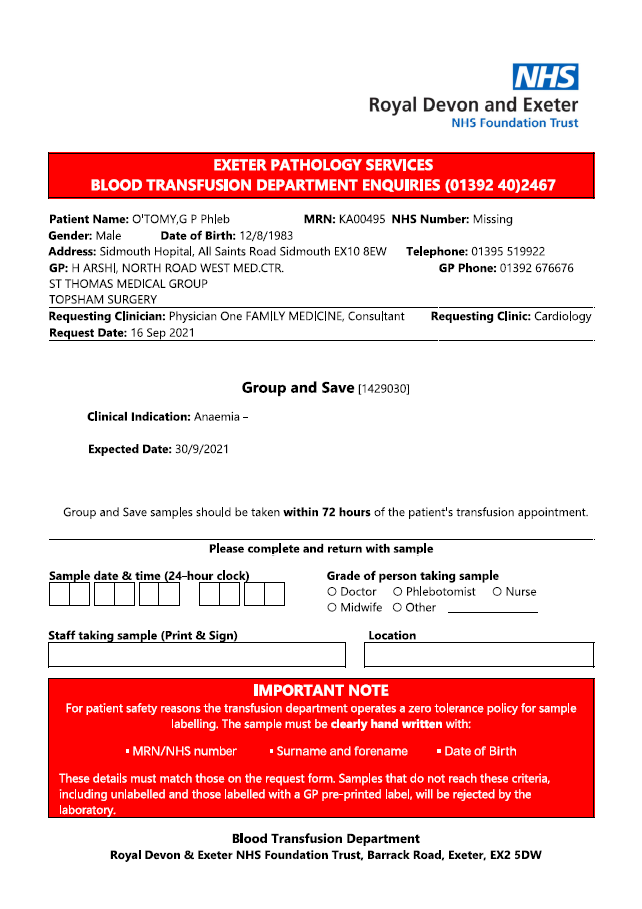 NHS
Royal Devon and Exeter
NHS Foundation Trust
EXETER PATHOLOGY SERVICES
BLOOD TRANSFUSION DEPARTMENT ENQUIRIES (01392 40)2467
Patient Name: O'TOMY,G P Phleb MRN: KA00495 NHS Number: Missing
Gender: Male Date of Birth: 12/8/1983
Address: Sidmouth Hopital, All Saints Road Sidmouth EX10 8EW Telephone: 01395 519922
GP: H ARSHI, NORTH ROAD WEST MED.CTR. GP Phone: 01392 676676
ST THOMAS MEDICAL GROUP
TOPSHAM SURGERY
Requesting Clinician: Physician One FAMILY MEDICINE, Consultant Requesting Clinic: Cardiology
Request Date: 16 Sep 2021
Group and Save [1429030]
Clinical Indication: Anaemia –
Expected Date: 30/9/2021
Group and Save samples should be taken within 72 hours of the patient's transfusion appointment.
Please complete and return with sample
Sample date & time (24–hour clock) Grade of person taking sample
○ Doctor ○ Phlebotomist ○ Nurse
○ Midwife ○ Other
Staff taking sample (Print & Sign) Location
IMPORTANT NOTE
For patient safety reasons the transfusion department operates a zero tolerance policy for sample
labelling. The sample must be clearly hand written with:
▪ MRN/NHS number ▪ Surname and forename ▪ Date of Birth
These details must match those on the request form. Samples that do not reach these criteria,
including unlabelled and those labelled with a GP pre-printed label, will be rejected by the
laboratory.
Blood Transfusion Department
Royal Devon & Exeter NHS Foundation Trust, Barrack Road, Exeter, EX2 5DW